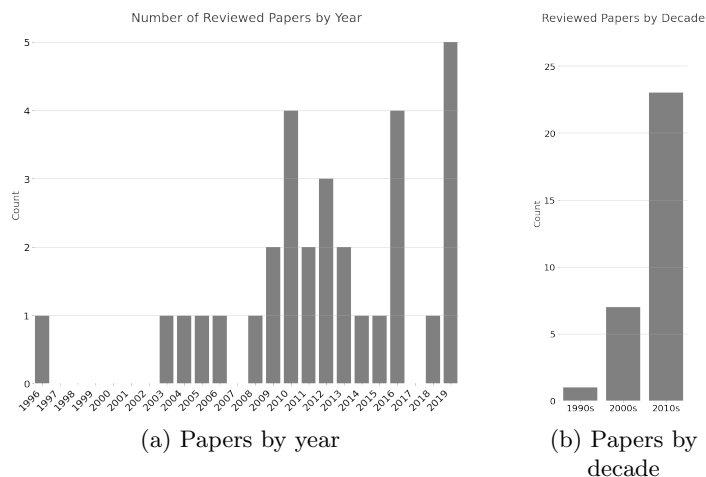 Number of Reviewed Papers by Year
5
4
3
2
1
0
Count
1996 1997 1998 1999 2000 2001 2002 2003 2004 2005 2006 2007 2008 2009 2010 2011 2012 2013 2014 2015 2016 2017 2018 2019
(a) Papers by year
Reviewed Papers by Decade
25
20
15
10
5
0
Count
1990s 2000s 2010s
(b) Papers by
decade